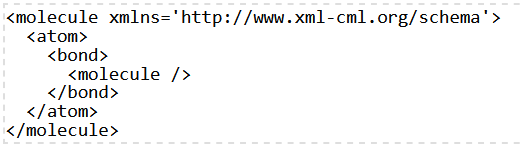 <molecule xmlns='http://www.xml-cml.org/schema'>
  <atom>
    <bond>
      <molecule />
    </bond>
  </atom>
</molecule>